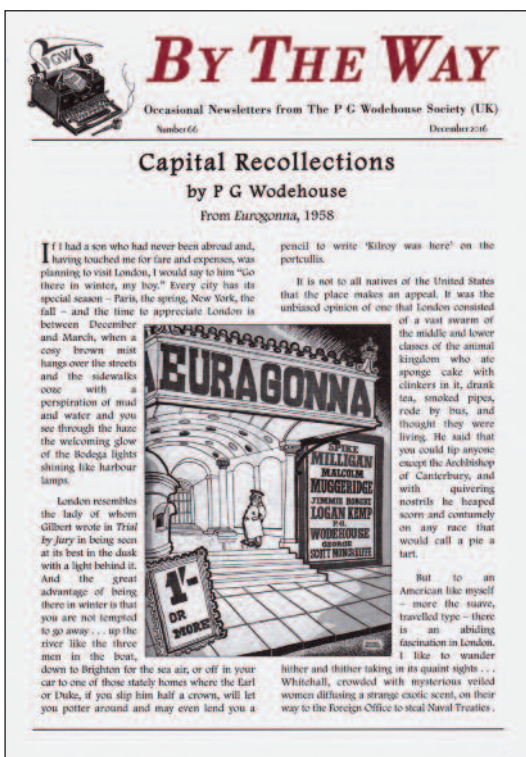 PGW
BY THE WAY
Occasional Newsletters from The P G Wodehouse Society (UK)
Number 66
December 2016
Capital Recollections
by P G Wodehouse
From Eurogonna, 1958
If I had a son who had never been abroad and,
having touched me for fare and expenses, was
planning to visit London, I would say to him “Go
there in winter, my boy.” Every city has its
special season – Paris, the spring, New York, the
fall – and the time to appreciate London is
between December
and March, when a
cosy brown mist
hangs over the streets
and the sidewalks
ooze with a
perspiration of mud
and water and you
see through the haze
the welcoming glow
of the Bodega lights
shining like harbour
lamps.
London resembles
the lady of whom
Gilbert wrote in Trial
by Jury in being seen
at its best in the dusk
with a light behind it.
And the great
advantage of being
there in winter is that
you are not tempted
to go away . . . up the
river like the three
men in the boat,
down to Brighton for the sea air, or off in your
car to one of those stately homes where the Earl
or Duke, if you slip him half a crown, will let
you potter around and may even lend you a
pencil to write ‘Kilroy was here’ on the
portcullis.
It is not to all natives of the United States
that the place makes an appeal. It was the
unbiased opinion of one that London consisted
of a vast swarm of
the middle and lower
classes of the animal
kingdom who ate
sponge cake with
clinkers in it, drank
tea, smoked pipes,
rode by bus, and
thought they were
living. He said that
you could tip anyone
except the Archbishop
of Canterbury, and
with quivering
nostrils he heaped
scorn and contumely
on any race that
would call a pie a
tart.
But to an
American like myself
– more the suave,
travelled type – there
is an abiding
fascination in London.
I like to wander
hither and thither taking in its quaint sights . . .
Whitehall, crowded with mysterious veiled
women diffusing a strange exotic scent, on their
way to the Foreign Office to steal Naval Treaties .
A
EURAGONNA
SPIKE
MILLIGAN
MALCOLM
MUGGERIDGE
JIMMIE
LOGAN KEMP
P.G.
WODEHOUSE
GEORGE
SCOTT MONCRIEFFE
1/-
OR
MORE